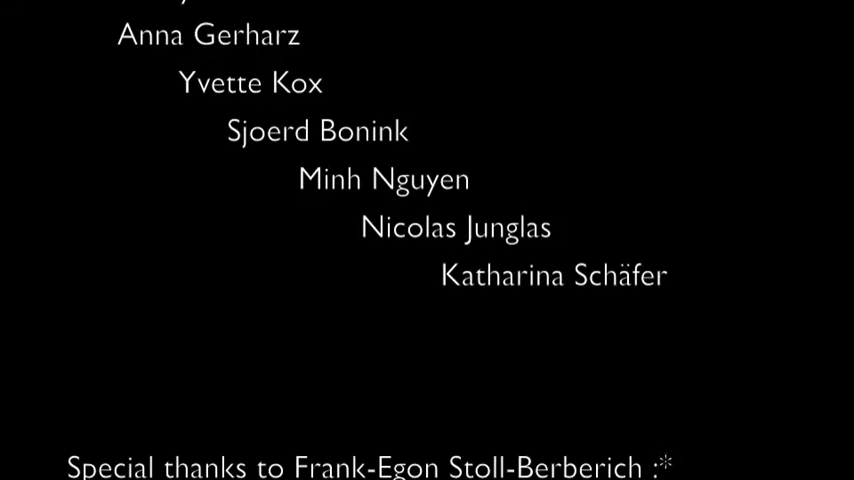 Anna Gerharz
Yvette Kox
Sjoerd Bonink
Minh Nguyen
Nicolas Junglas
Katharina Schäfer
Special thanks to Frank-Egon Stoll-Berberich :*